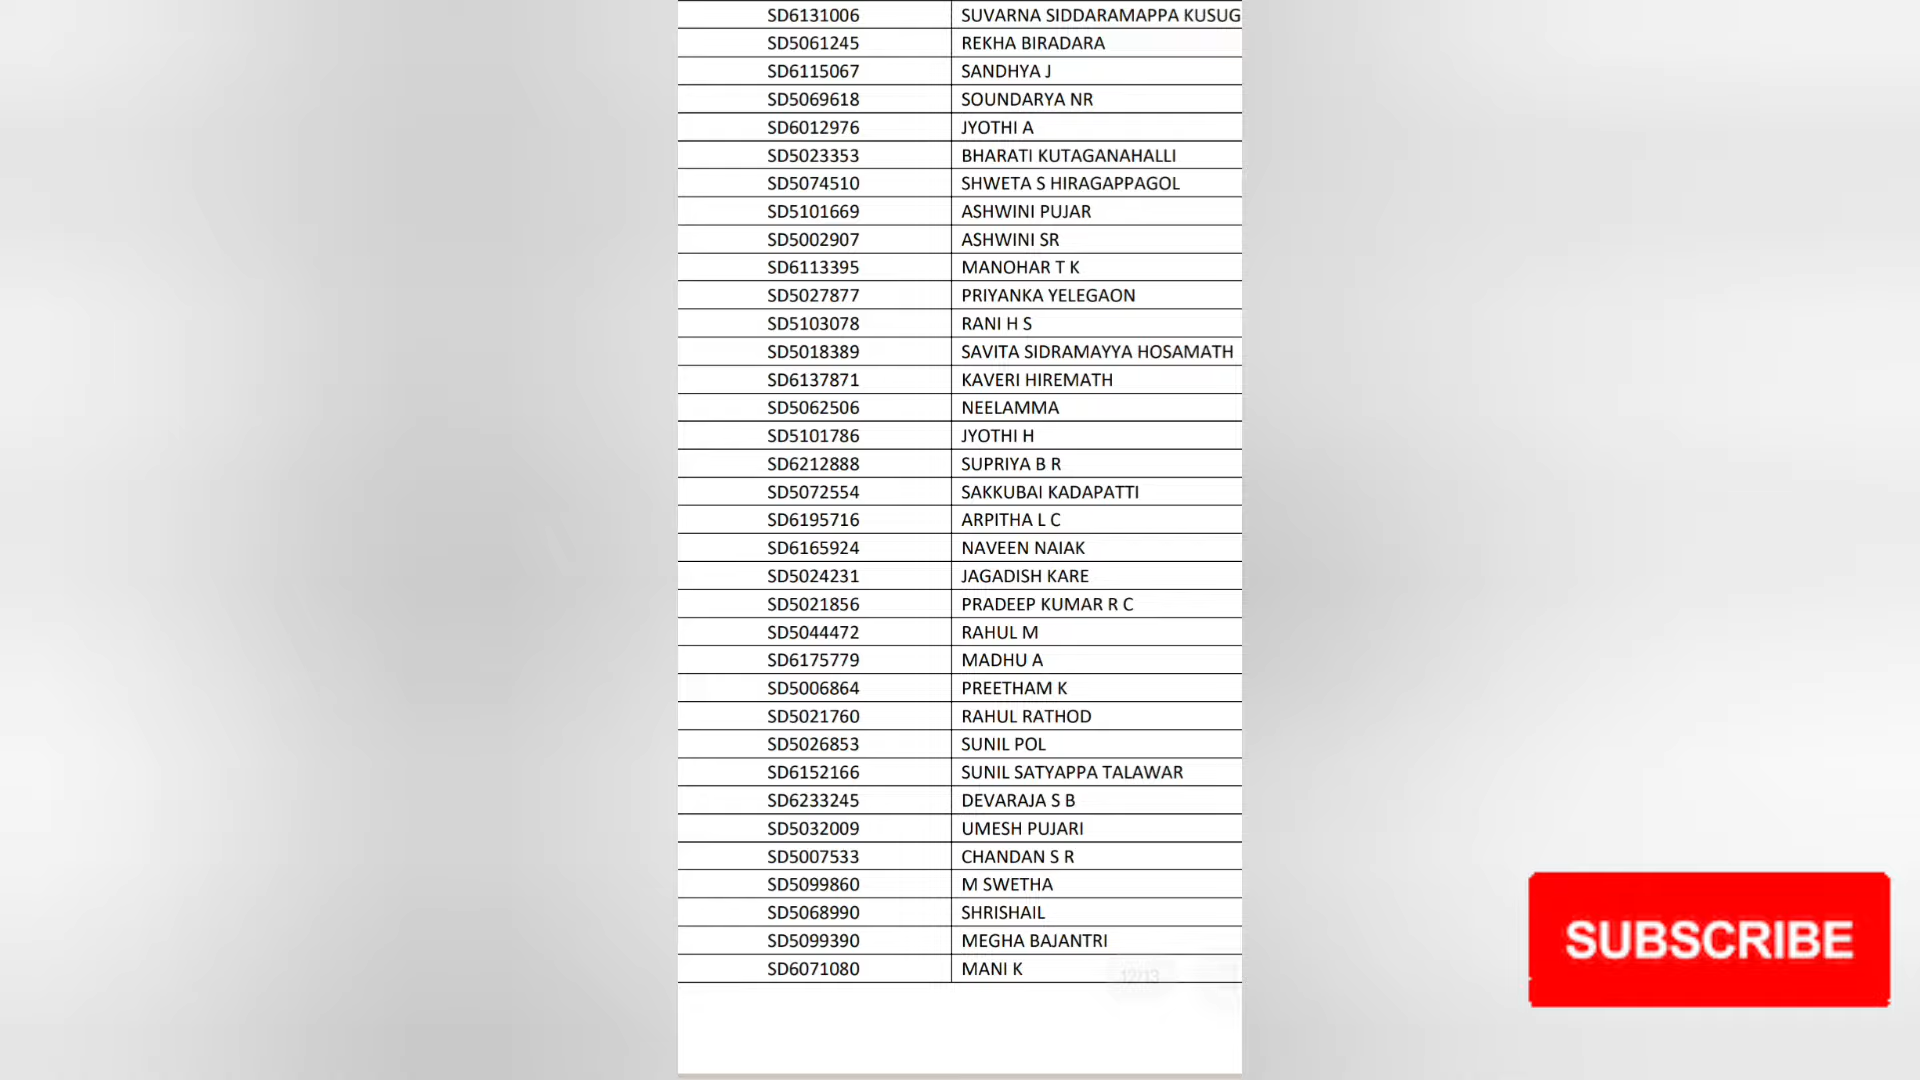 SD6131006 SUVARNA SIDDARAMAPPA KUSUG
SD5061245 REKHA BIRADARA
SD6115067 SANDHYA J
SD5069618 SOUNDARYA NR
SD6012976 JYOTHI A
SD5023353 BHARATI KUTAGANAHALLI
SD5074510 SHWETA S HIRAGAPPAGOL
SD5101669 ASHWINI PUJAR
SD5002907 ASHWINI SR
SD6113395 MANOHAR T K
SD5027877 PRIYANKA YELEGAON
SD5103078 RANI H S
SD5018389 SAVITA SIDRAMAYYA HOSAMATH
SD6137871 KAVERI HIREMATH
SD5062506 NEELAMMA
SD5101786 JYOTHI H
SD6212888 SUPRIYA B R
SD5072554 SAKKUBAI KADAPATTI
SD6195716 ARPITHA L C
SD6165924 NAVEEN NAIAK
SD5024231 JAGADISH KARE
SD5021856 PRADEEP KUMAR R C
SD5044472 RAHUL M
SD6175779 MADHU A
SD5006864 PREETHAM K
SD5021760 RAHUL RATHOD
SD5026853 SUNIL POL
SD6152166 SUNIL SATYAPPA TALAWAR
SD6233245 DEVARAJA S B
SD5032009 UMESH PUJARI
SD5007533 CHANDAN S R
SD5099860 M SWETHA
SD5068990 SHRISHAIL
SD5099390 MEGHA BAJANTRI
SD6071080 MANI K
12/13
SUBSCRIBE